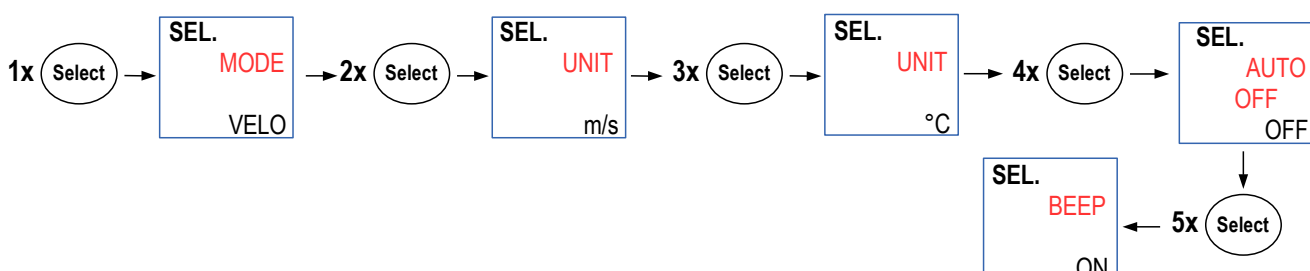 1x Select
SEL.
MODE
VELO
2x Select
SEL.
UNIT
m/s
3x Select
SEL.
UNIT
°C
4x Select
SEL.
AUTO
OFF
OFF
5x Select
SEL.
BEEP
ON